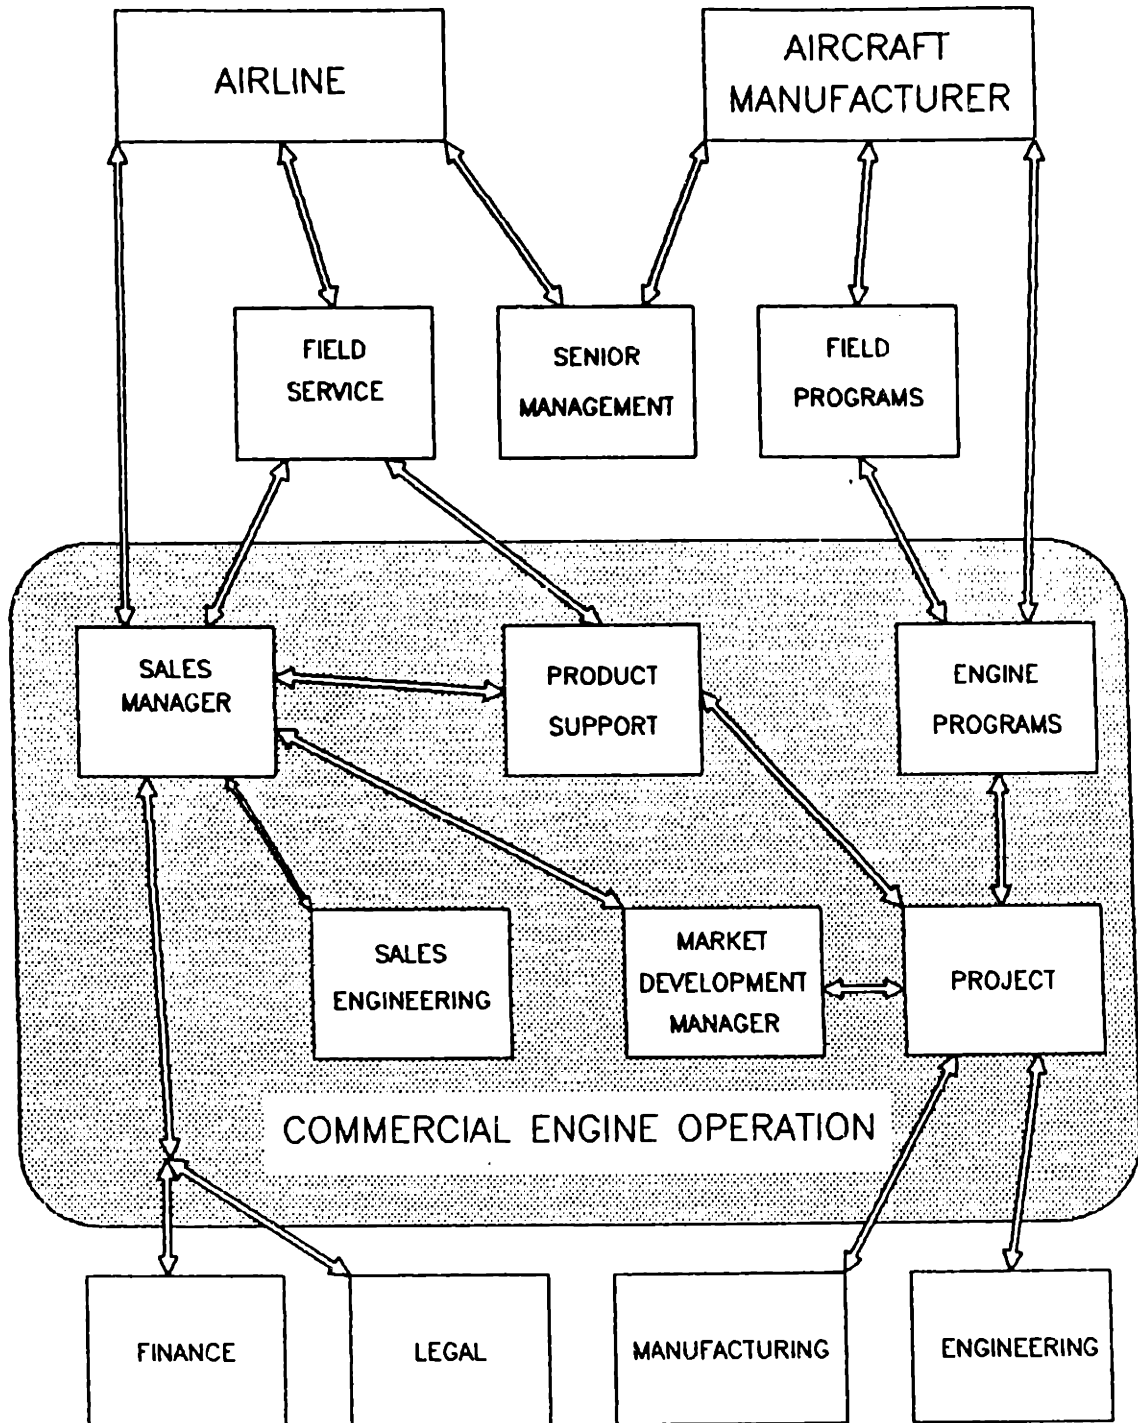 AIRLINE
AIRCRAFT
MANUFACTURER
FIELD
SERVICE
SENIOR
MANAGEMENT
FIELD
PROGRAMS
SALES
MANAGER
PRODUCT
SUPPORT
ENGINE
PROGRAMS
SALES
ENGINEERING
MARKET
DEVELOPMENT
MANAGER
PROJECT
COMMERCIAL ENGINE OPERATION
FINANCE
LEGAL
MANUFACTURING
ENGINEERING